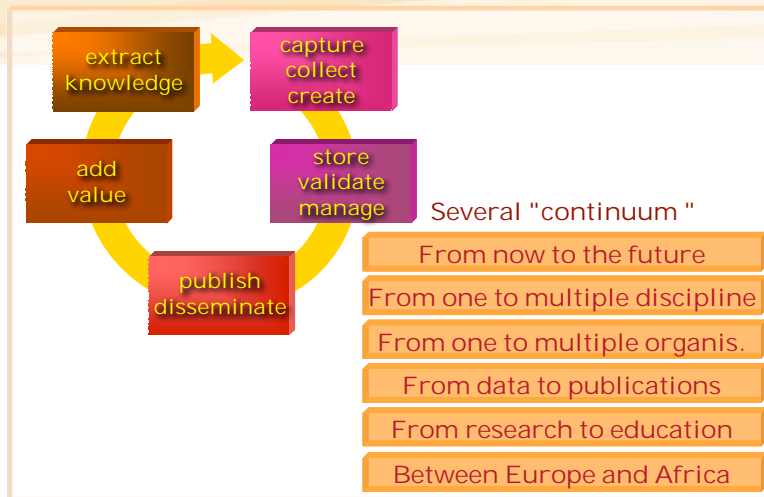 extract
knowledge
capture
collect
create
add
value
store
validate
manage
publish
disseminate
Several "continuum "
From now to the future
From one to multiple discipline
From one to multiple organis.
From data to publications
From research to education
Between Europe and Africa